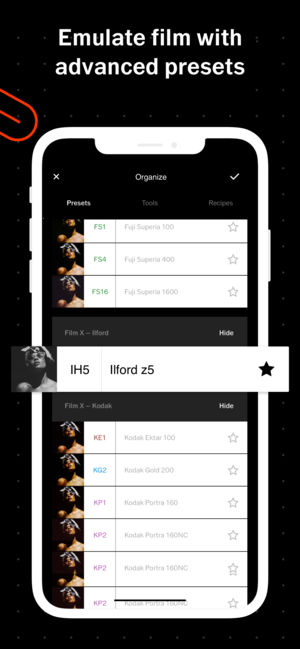 Emulate film with
advanced presets
Organize
Presets Tools Recipes
FS1 Fuji Superia 100
FS4 Fuji Superia 400
FS16 Fuji Superia 1600
Film X – Ilford Hide
IH5 Ilford z5
Film X – Kodak Hide
KE1 Kodak Ektar 100
KG2 Kodak Gold 200
KP1 Kodak Portra 160
KP2 Kodak Portra 160NC
KP2 Kodak Portra 160NC
KP2 Kodak Portra 160NC